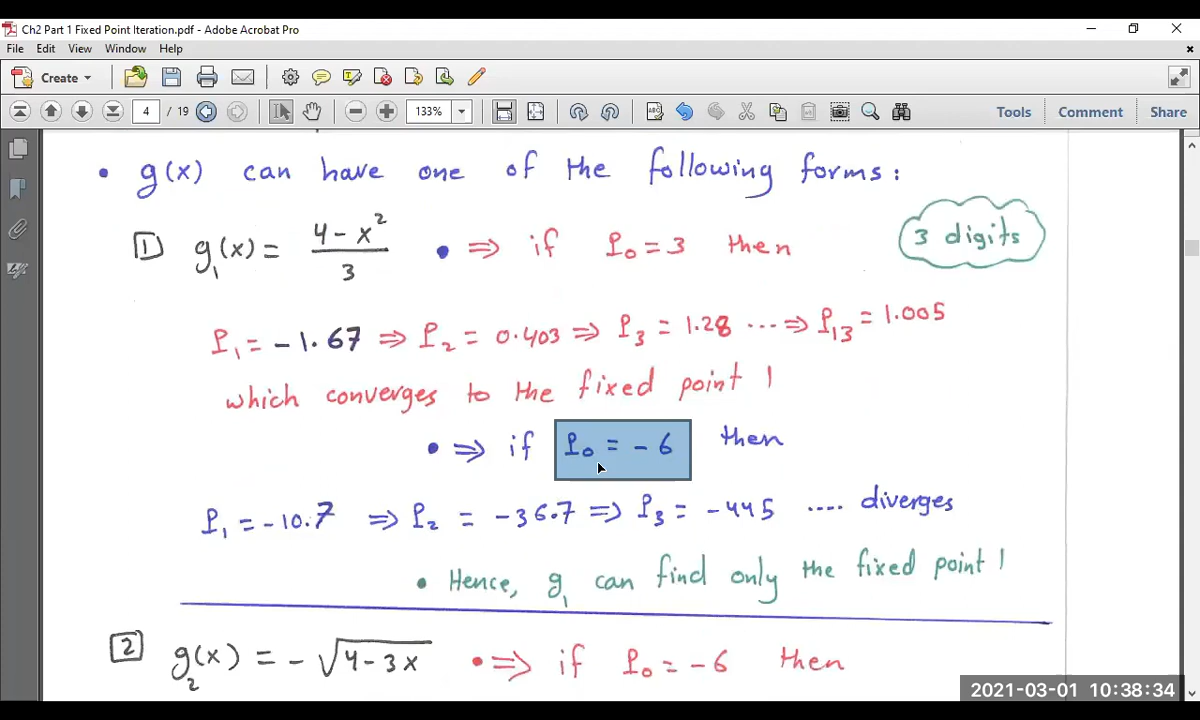 Ch2 Part 1 Fixed Point Iteration.pdf - Adobe Acrobat Pro
File Edit View Window Help
Create
4 / 19 133% Tools Comment Share
• g(x) can have one of the following forms:
1 g₁(x) = (4 - x²)/3 • ⇒ if P₀ = 3 then
3 digits
P₁ = -1.67 ⇒ P₂ = 0.403 ⇒ P₃ = 1.28 ... ⇒ P₁₃ = 1.005
which converges to the fixed point 1
• ⇒ if P₀ = -6 then
P₁ = -10.7 ⇒ P₂ = -36.7 ⇒ P₃ = -445 .... diverges
• Hence, g₁ can find only the fixed point 1
2 g₂(x) = -√(4-3x) • ⇒ if P₀ = -6 then
2021-03-01 10:38:34